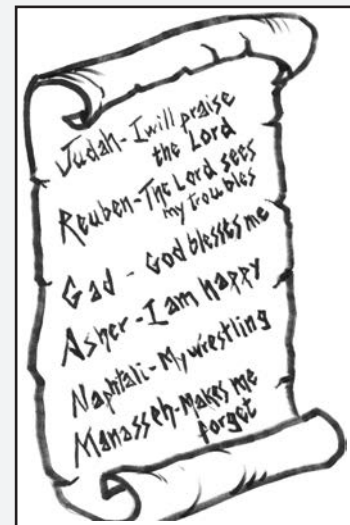 Judah - I will praise
the Lord
Reuben - The Lord sees
my troubles
Gad - God blesses me
Asher - I am happy
Naphtali - My wrestling
Manasseh - Makes me
forget